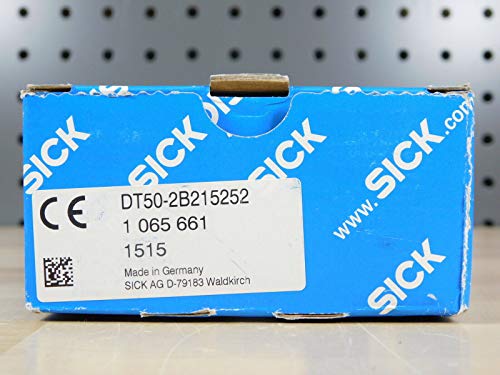 SICK
SICK
SICK
www.sick.com
SICK
CE
DT50-2B215252
1 065 661
1515
Made in Germany
SICK AG D-79183 Waldkirch